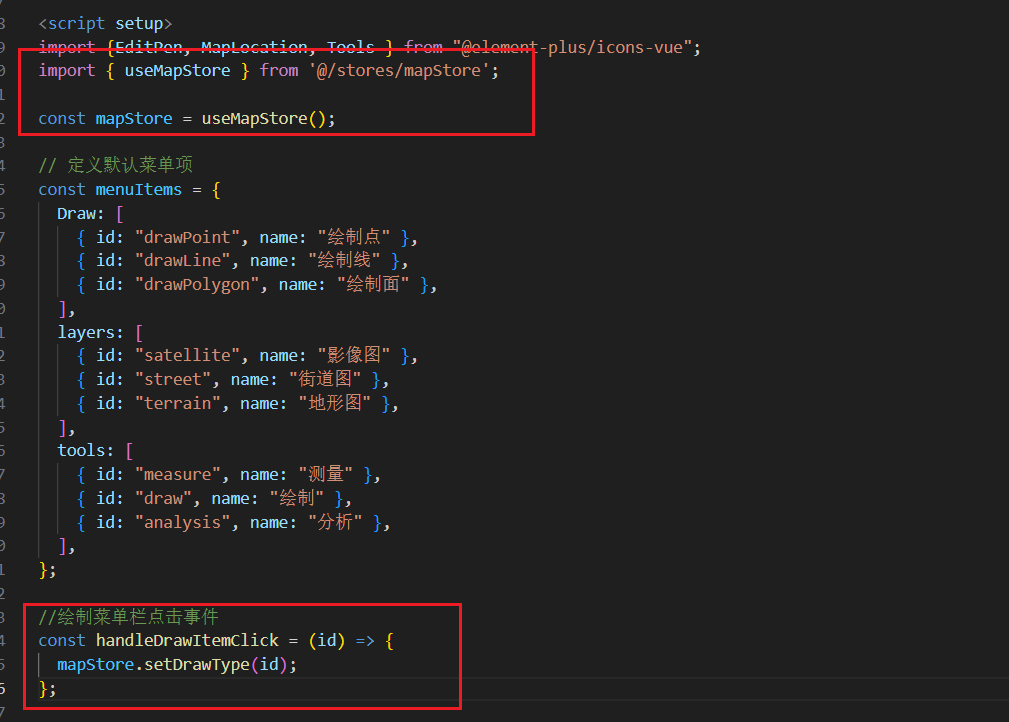 <script setup>
import {EditPen, MapLocation, Tools } from "@element-plus/icons-vue";
import { useMapStore } from '@/stores/mapStore';
const mapStore = useMapStore();
// 定义默认菜单项
const menuItems = {
Draw: [
{ id: "drawPoint", name: "绘制点" },
{ id: "drawLine", name: "绘制线" },
{ id: "drawPolygon", name: "绘制面" },
],
layers: [
{ id: "satellite", name: "影像图" },
{ id: "street", name: "街道图" },
{ id: "terrain", name: "地形图" },
],
tools: [
{ id: "measure", name: "测量" },
{ id: "draw", name: "绘制" },
{ id: "analysis", name: "分析" },
],
};
//绘制菜单栏点击事件
const handleDrawItemClick = (id) => {
mapStore.setDrawType(id);
};